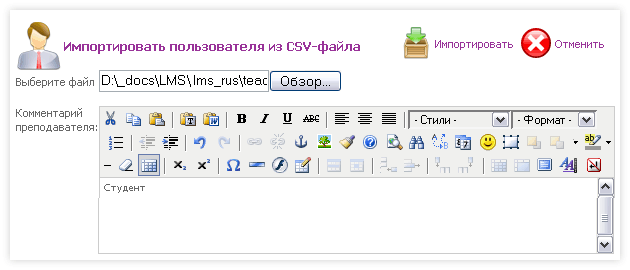 Импортировать пользователя из CSV-файла
Импортировать
Отменить
Выберите файл
D:\_docs\LMS\lms_rus\teac
Обзор...
Комментарий преподавателя:
B I U ABC
- Стили -
- Формат -
Студент